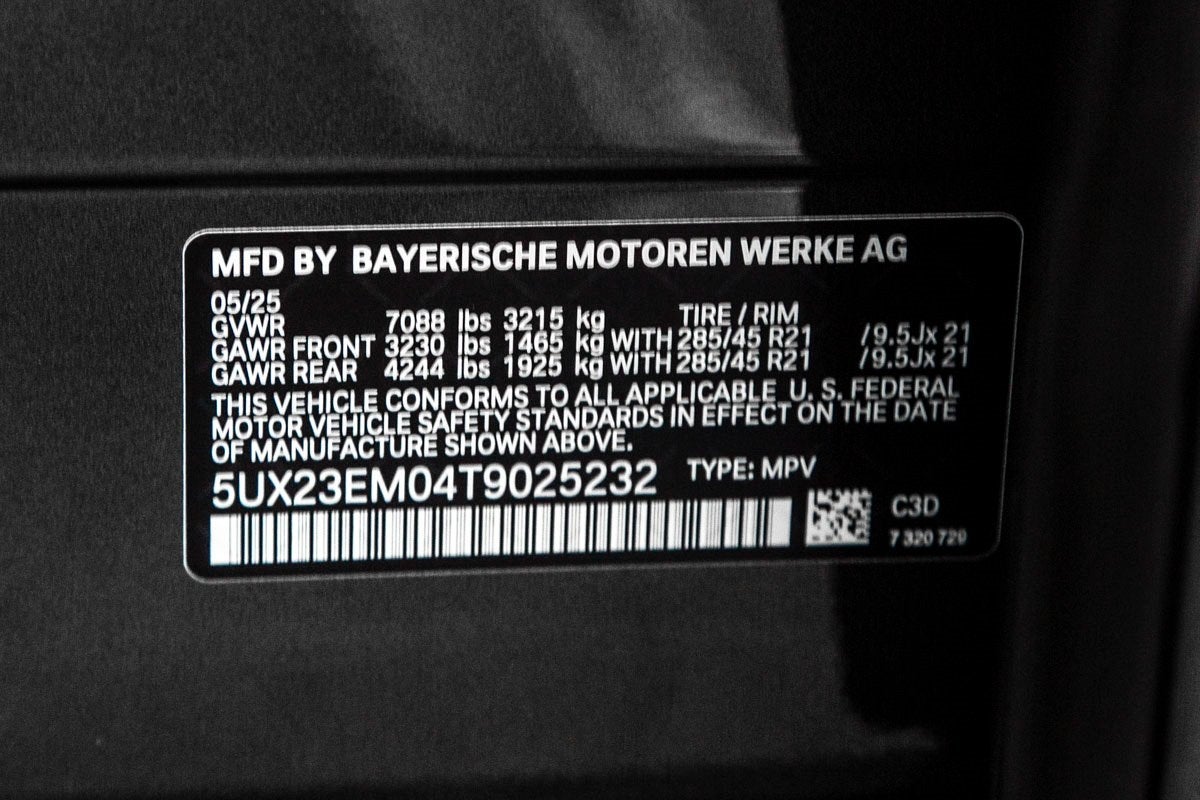 MFD BY BAYERISCHE MOTOREN WERKE AG
05/25
TIRE / RIM
GVWR 7088 lbs 3215 kg
GAWR FRONT 3230 lbs 1465 kg WITH 285/45 R21 /9.5Jx 21
GAWR REAR 4244 lbs 1925 kg WITH 285/45 R21 /9.5Jx 21
THIS VEHICLE CONFORMS TO ALL APPLICABLE U. S. FEDERAL
MOTOR VEHICLE SAFETY STANDARDS IN EFFECT ON THE DATE
OF MANUFACTURE SHOWN ABOVE.
5UX23EM04T9025232 TYPE: MPV
C3D
7 320 729